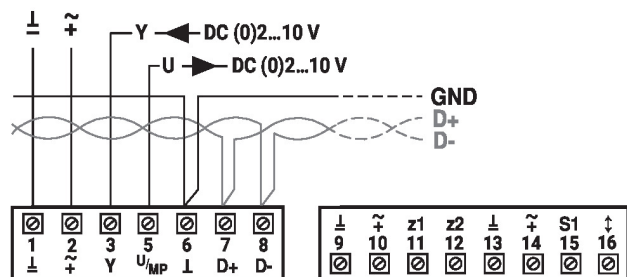 ⏊ ~+
Y DC (0)2...10 V
U DC (0)2...10 V
GND
D+
D-
1 2 3 5 6 7 8
⊥ ~+ Y U/MP ⊥ D+ D-
⊥ ~+ z1 z2 ⊥ ~+ S1 ↕
9 10 11 12 13 14 15 16